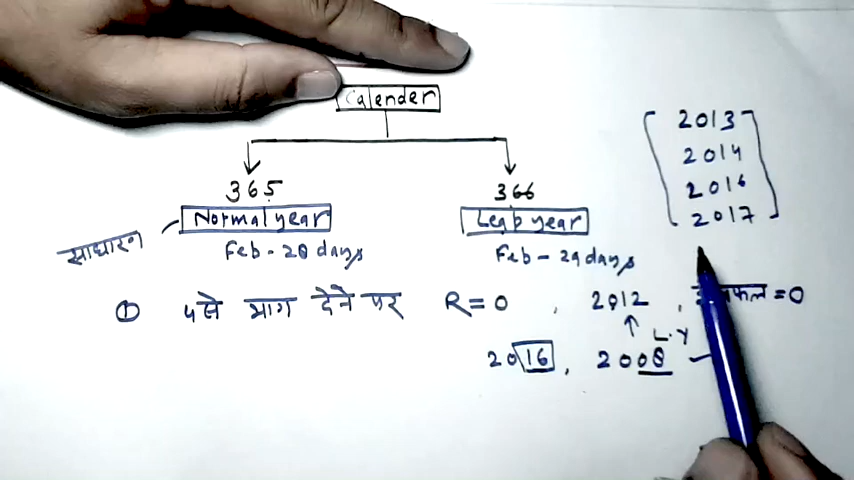 Calender
365
366
साधारण
Normal year
Leap year
Feb - 28 days
Feb - 29 days
① 4 से भाग देने पर R = 0 , 2012 , फल = 0
L.Y
2016 , 2008
2013
2014
2016
2017